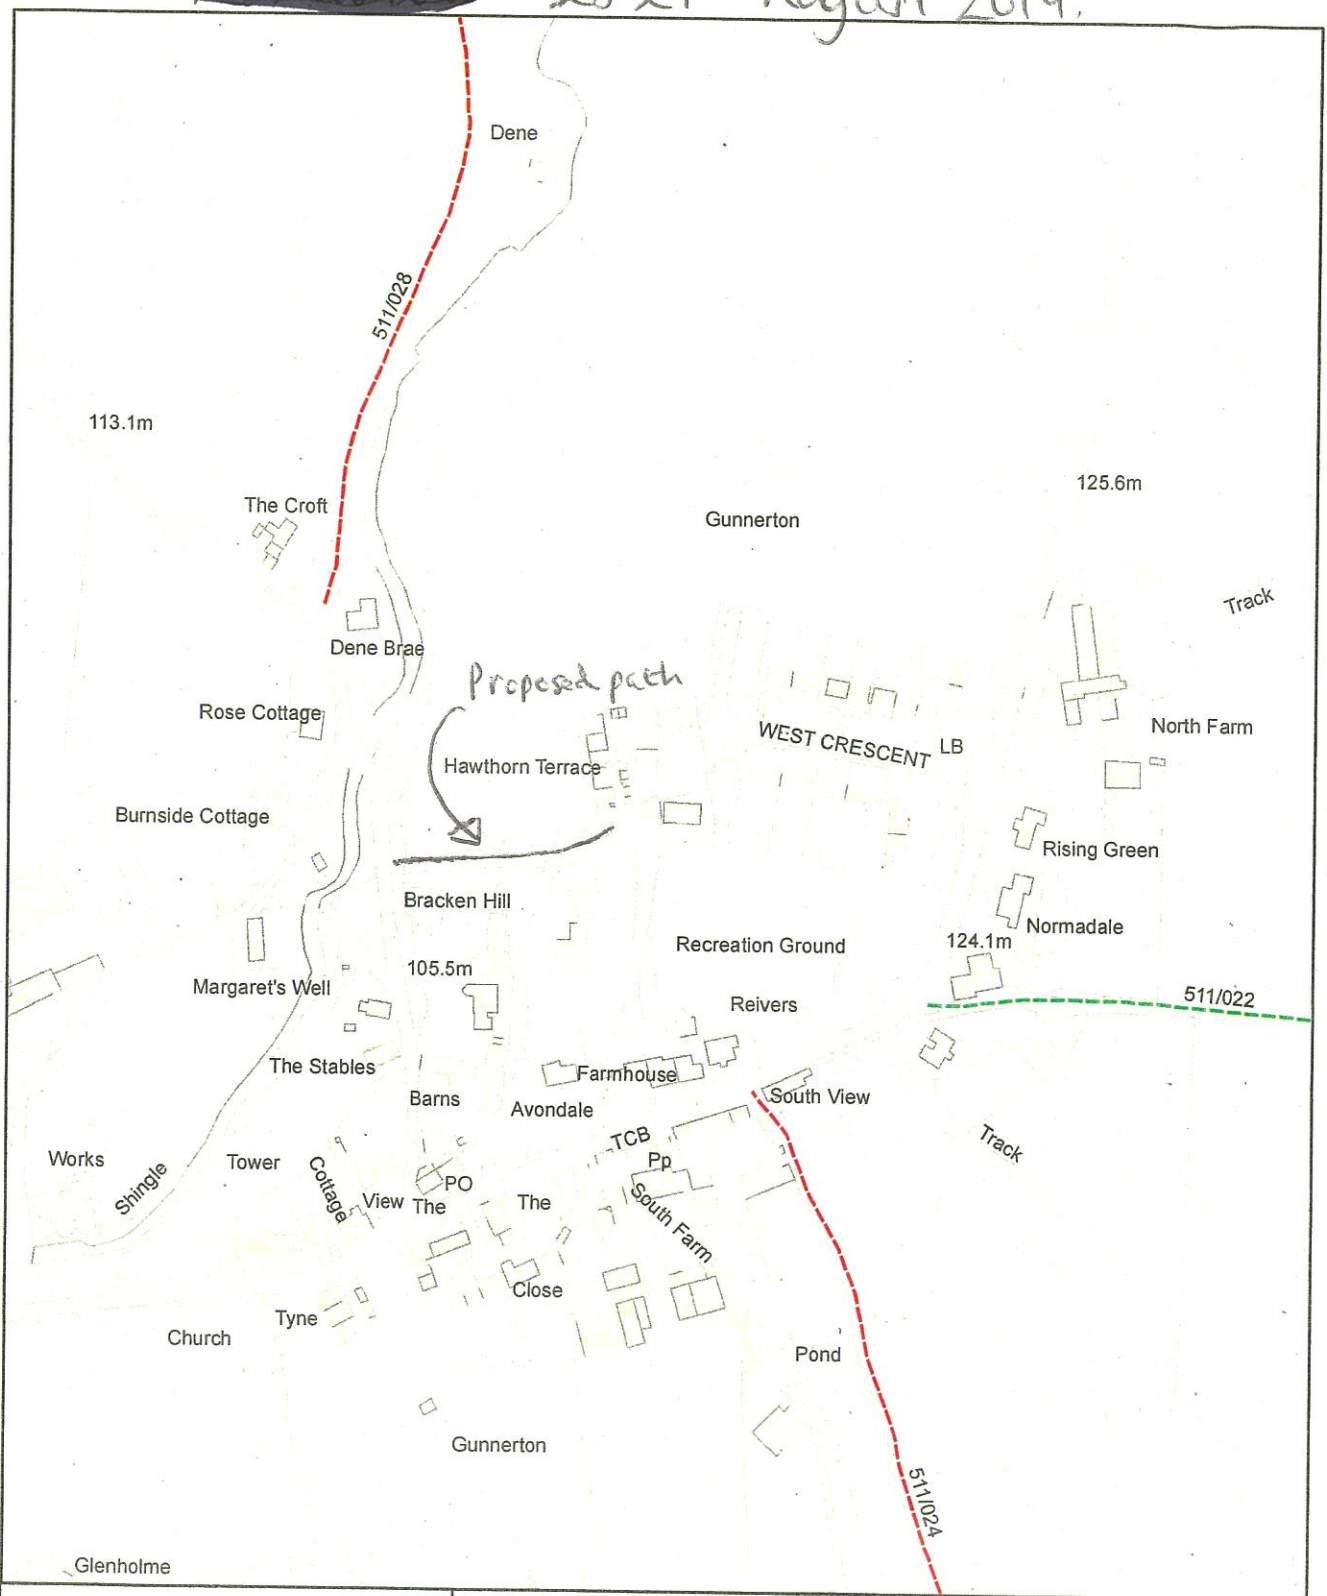 August 2019.
Dene
511/028
113.1m
125.6m
The Croft
Gunnerton
Track
Dene Brae
Proposed path
Rose Cottage
WEST CRESCENT
LB
North Farm
Hawthorn Terrace
Burnside Cottage
Rising Green
Bracken Hill
Normadale
Recreation Ground
124.1m
105.5m
Margaret's Well
511/022
Reivers
The Stables
Farmhouse
Barns
Avondale
South View
TCB
Track
Works
Tower
Pp
Shingle
Cottage
PO
View The
The
South Farm
Close
Tyne
Church
Pond
Gunnerton
511/024
Glenholme